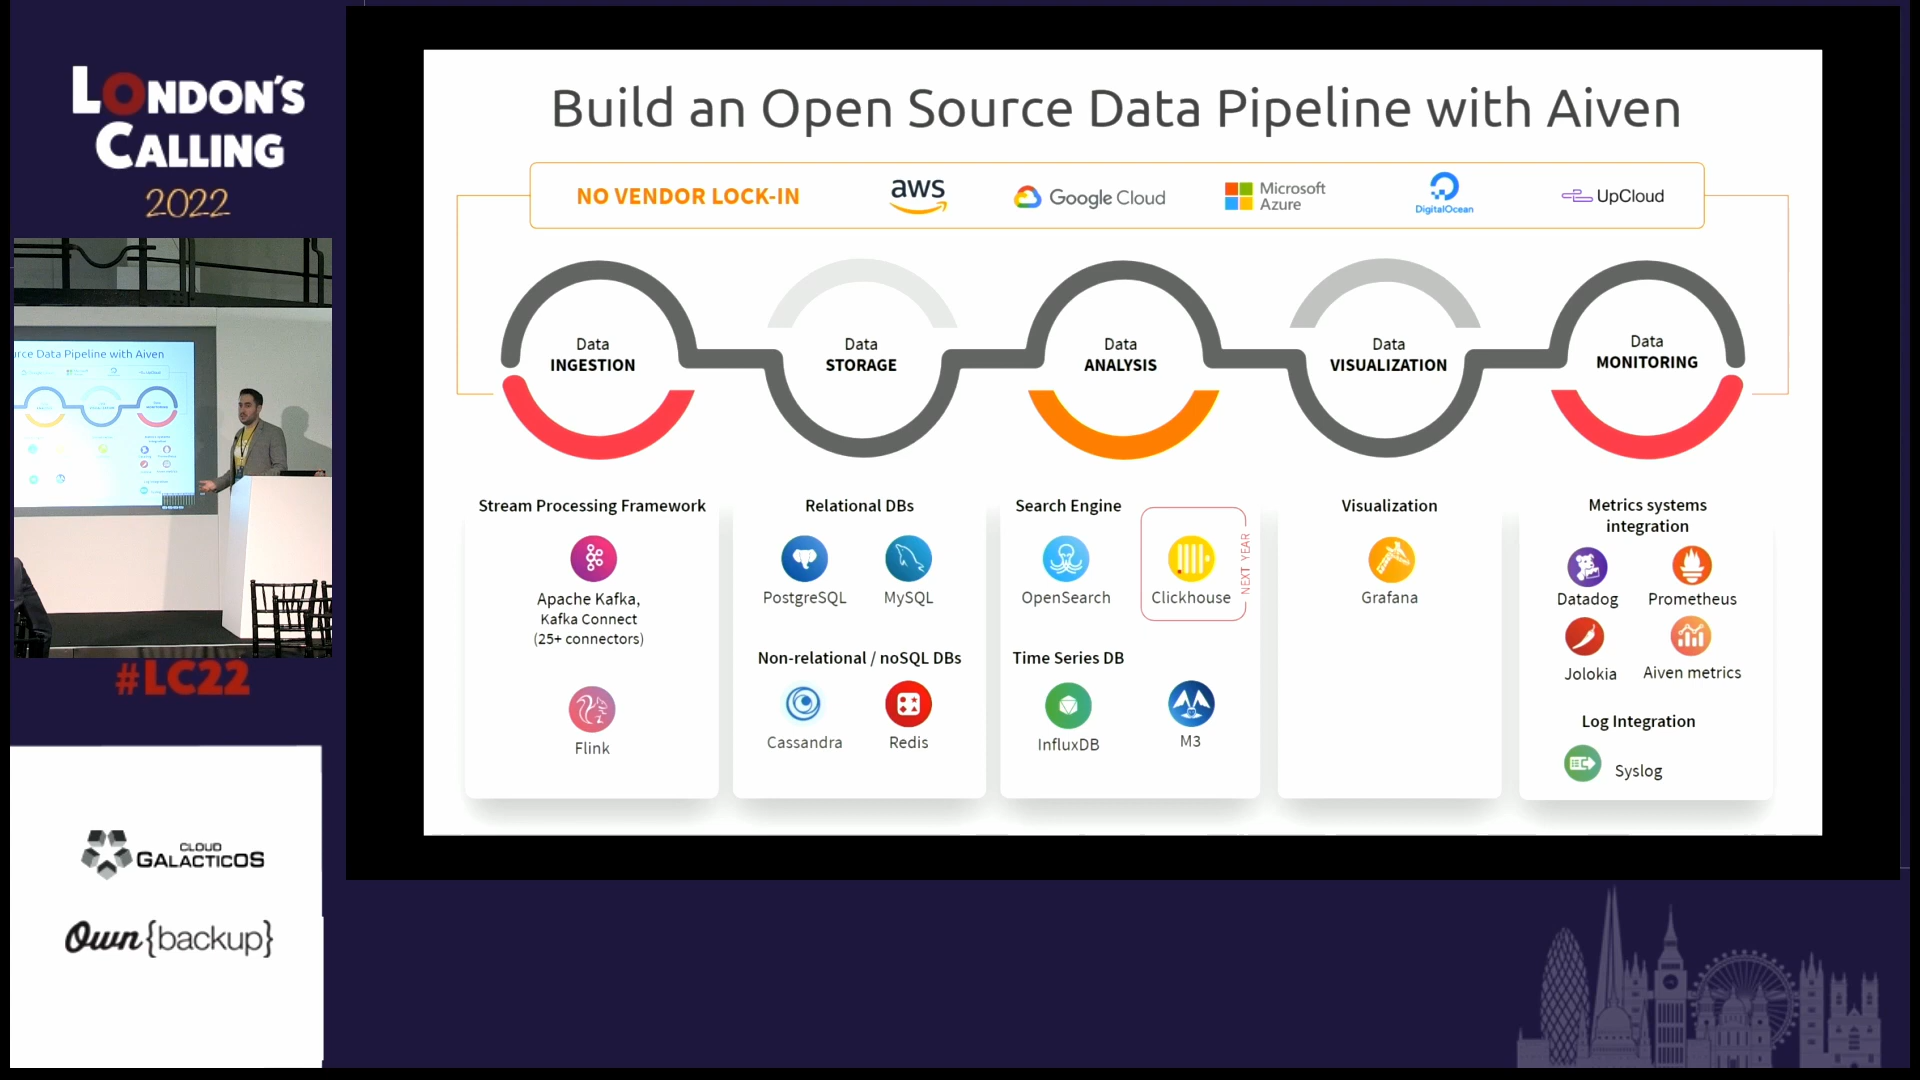 LONDON'S
CALLING
2022
#LC22
CLOUD
GALACTICOS
Own{backup}
Build an Open Source Data Pipeline with Aiven
NO VENDOR LOCK-IN
aws
Google Cloud
Microsoft
Azure
DigitalOcean
UpCloud
Data
INGESTION
Data
STORAGE
Data
ANALYSIS
Data
VISUALIZATION
Data
MONITORING
Stream Processing Framework
Apache Kafka,
Kafka Connect
(25+ connectors)
Flink
Relational DBs
PostgreSQL
MySQL
Non-relational / noSQL DBs
Cassandra
Redis
Search Engine
OpenSearch
Clickhouse
NEXT YEAR
Time Series DB
InfluxDB
M3
Visualization
Grafana
Metrics systems
integration
Datadog
Prometheus
Jolokia
Aiven metrics
Log Integration
Syslog
rce Data Pipeline with Aiven